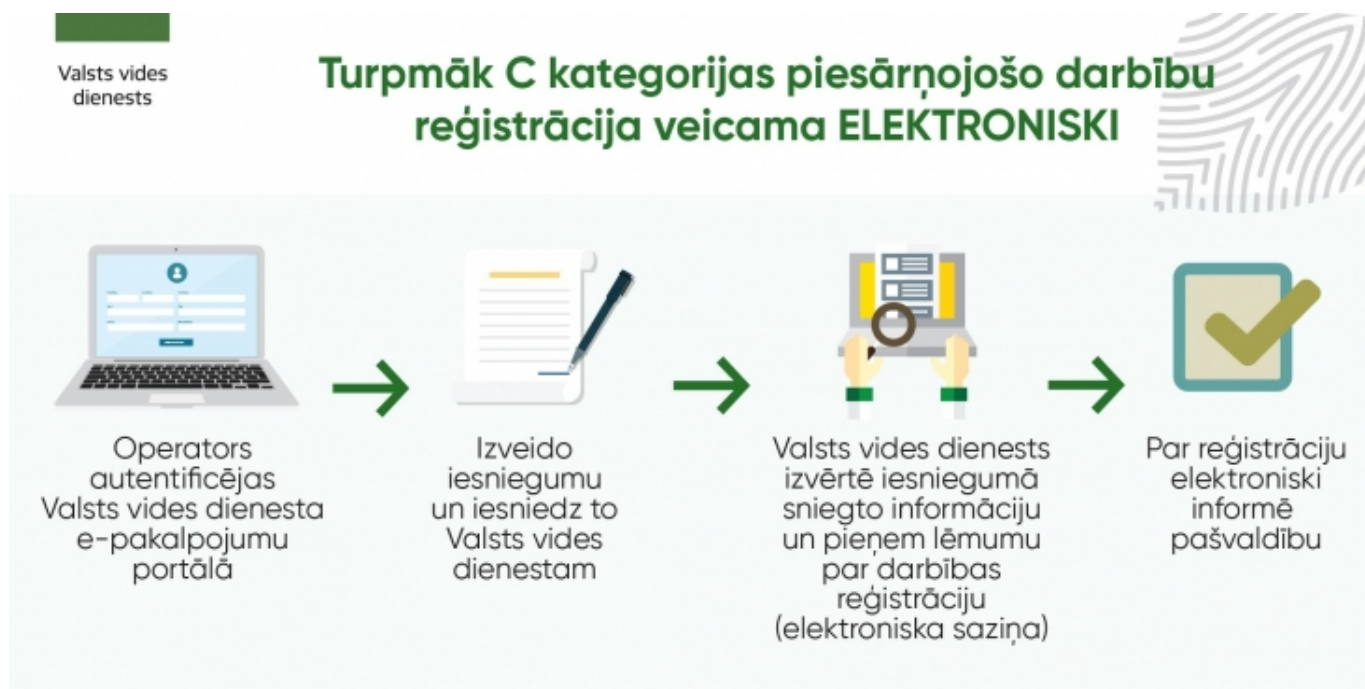 Valsts vides
dienests
Turpmāk C kategorijas piesārņojošo darbību
reģistrācija veicama ELEKTRONISKI
Operators
autentificējas
Valsts vides dienesta
e-pakalpojumu
portālā
Izveido
iesniegumu
un iesniedz to
Valsts vides
dienestam
Valsts vides dienests
izvērtē iesniegumā
sniegto informāciju
un pieņem lēmumu
par darbības
reģistrāciju
(elektroniska saziņa)
Par reģistrāciju
elektroniski
informē
pašvaldību